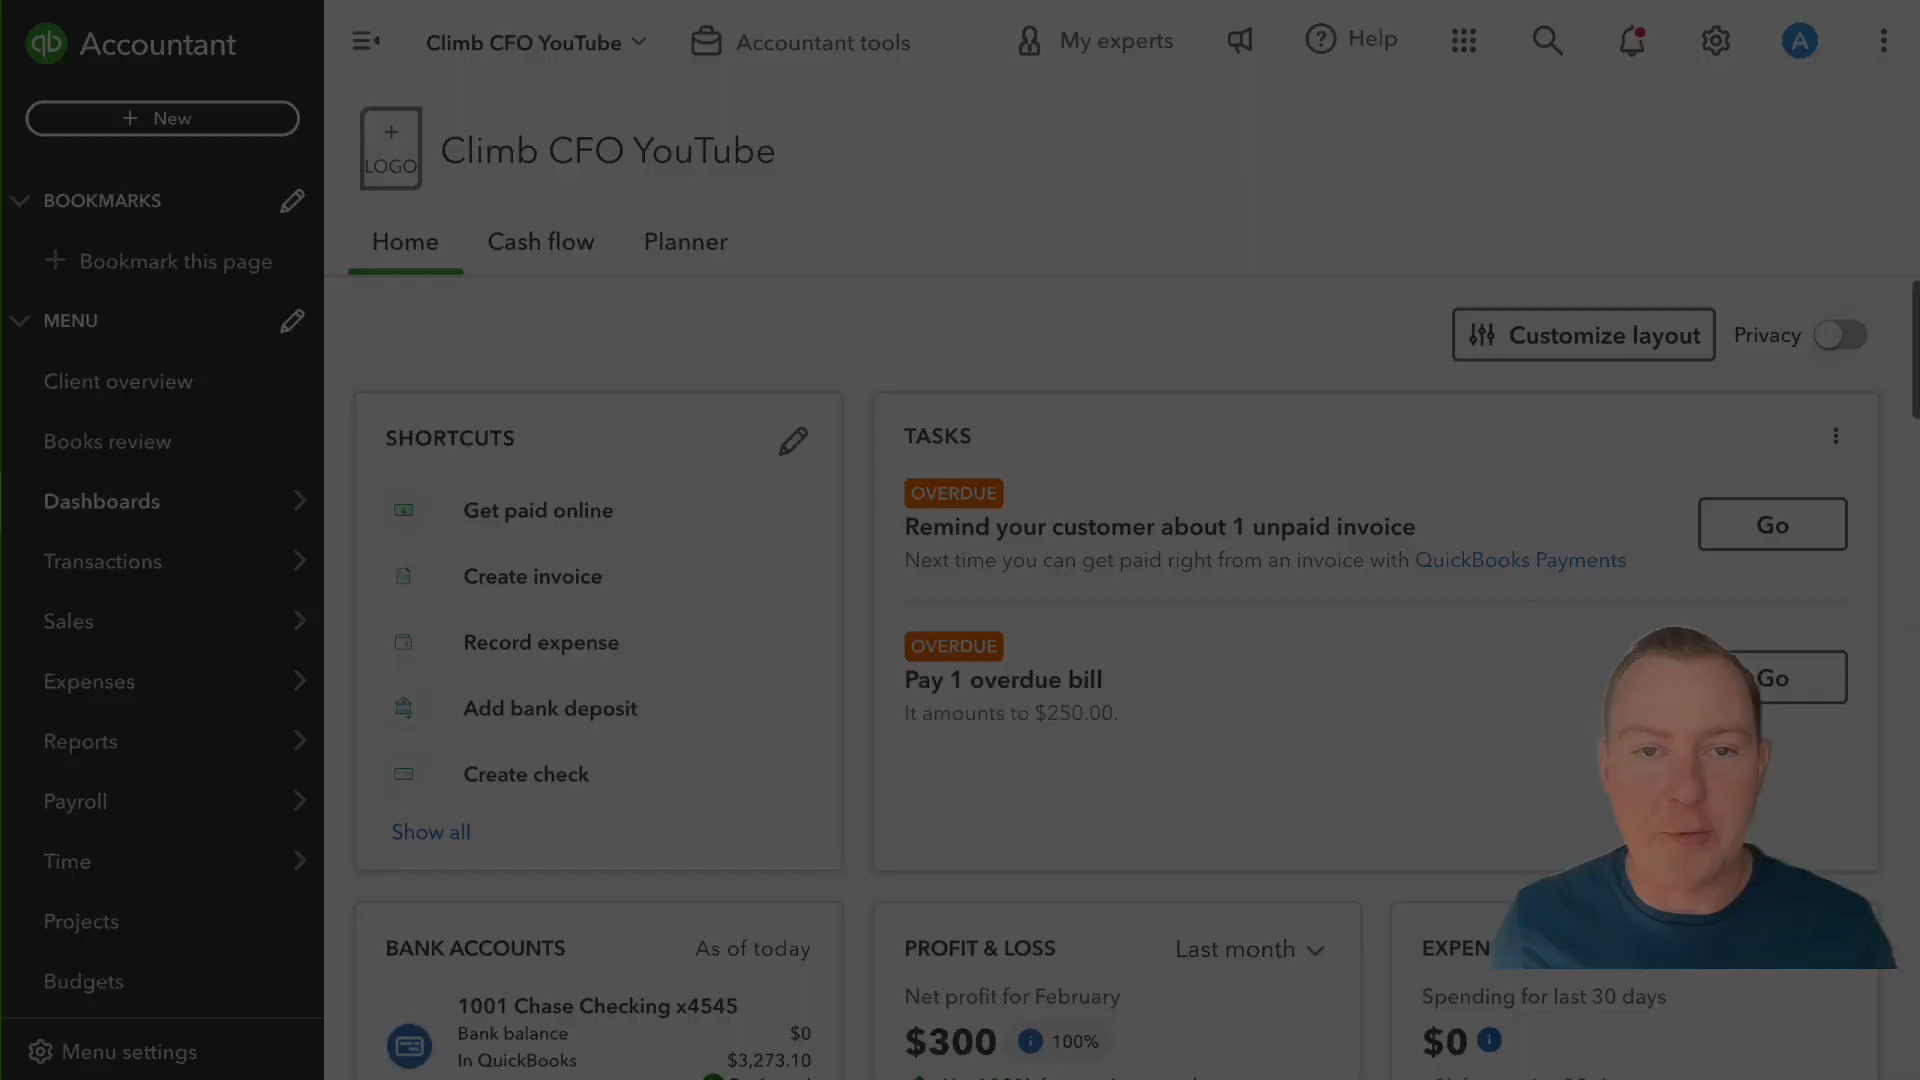 qb Accountant
Climb CFO YouTube
Accountant tools
My experts
Help
A
New
LOGO
Climb CFO YouTube
BOOKMARKS
Bookmark this page
Home
Cash flow
Planner
MENU
Customize layout
Privacy
Client overview
Books review
Dashboards
Transactions
Sales
Expenses
Reports
Payroll
Time
Projects
Budgets
Menu settings
SHORTCUTS
Get paid online
Create invoice
Record expense
Add bank deposit
Create check
Show all
TASKS
OVERDUE
Remind your customer about 1 unpaid invoice
Next time you can get paid right from an invoice with QuickBooks Payments
Go
OVERDUE
Pay 1 overdue bill
It amounts to $250.00.
Go
BANK ACCOUNTS
As of today
1001 Chase Checking x4545
Bank balance
$0
In QuickBooks
$3,273.10
PROFIT & LOSS
Last month
Net profit for February
$300
100%
EXPEN
Spending for last 30 days
$0